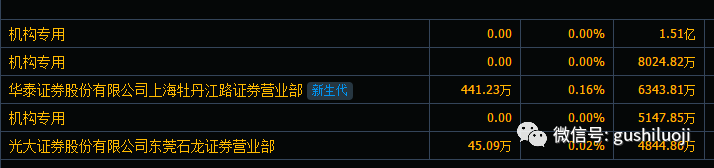 机构专用 0.00 0.00% 1.51亿
机构专用 0.00 0.00% 8024.82万
华泰证券股份有限公司上海牡丹江路证券营业部 新生代 441.23万 0.16% 6343.81万
机构专用 0.00 0.00% 5147.85万
光大证券股份有限公司东莞石龙证券营业部 45.09万 0.02% 4844.80万
微信号: gushiluoji